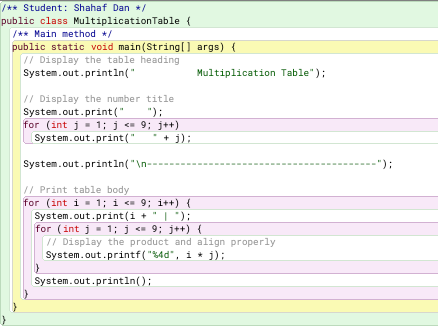 /** Student: Shahaf Dan */
public class MultiplicationTable {
  /** Main method */
  public static void main(String[] args) {
    // Display the table heading
    System.out.println("           Multiplication Table");

    // Display the number title
    System.out.print("    ");
    for (int j = 1; j <= 9; j++)
      System.out.print("   " + j);

    System.out.println("\n-----------------------------------------");

    // Print table body
    for (int i = 1; i <= 9; i++) {
      System.out.print(i + " | ");
      for (int j = 1; j <= 9; j++) {
        // Display the product and align properly
        System.out.printf("%4d", i * j);
      }
      System.out.println();
    }
  }
}